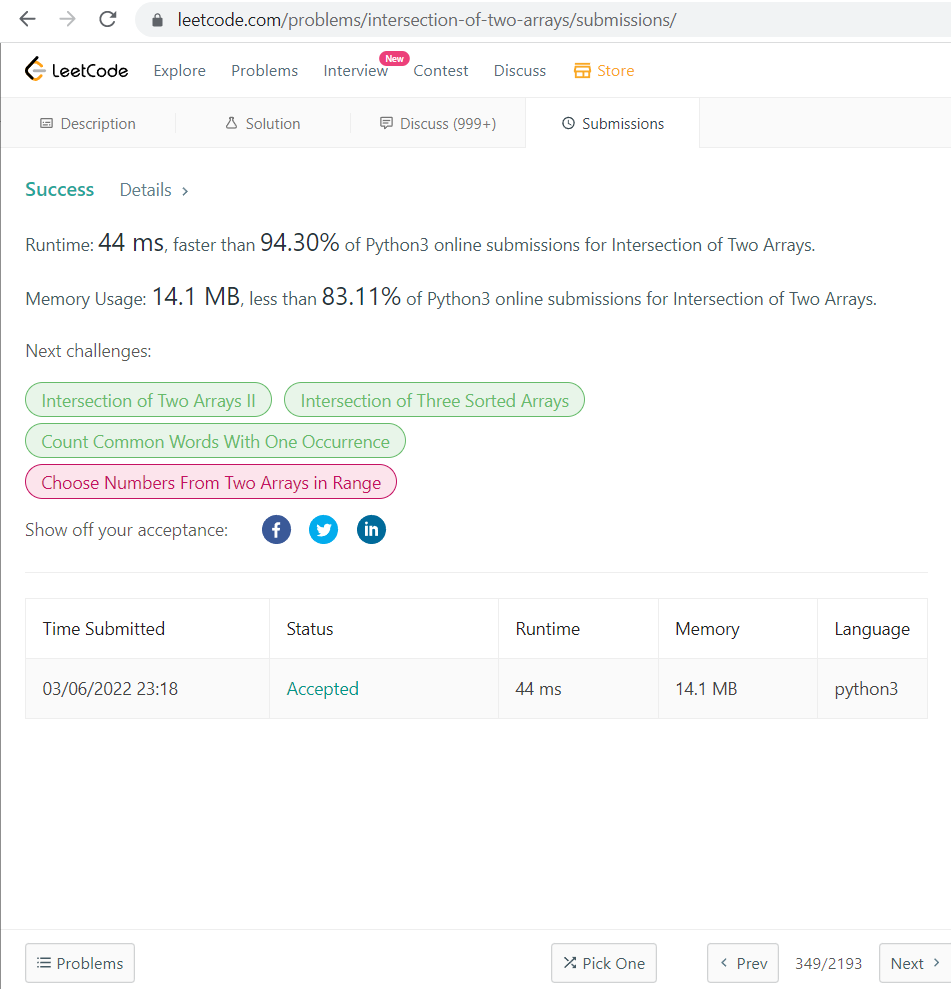 leetcode.com/problems/intersection-of-two-arrays/submissions/
LeetCode Explore Problems Interview New Contest Discuss Store
Description Solution Discuss (999+) Submissions
Success Details >
Runtime: 44 ms, faster than 94.30% of Python3 online submissions for Intersection of Two Arrays.
Memory Usage: 14.1 MB, less than 83.11% of Python3 online submissions for Intersection of Two Arrays.
Next challenges:
Intersection of Two Arrays II Intersection of Three Sorted Arrays
Count Common Words With One Occurrence
Choose Numbers From Two Arrays in Range
Show off your acceptance: f in
Time Submitted Status Runtime Memory Language
03/06/2022 23:18 Accepted 44 ms 14.1 MB python3
Problems Pick One < Prev 349/2193 Next >